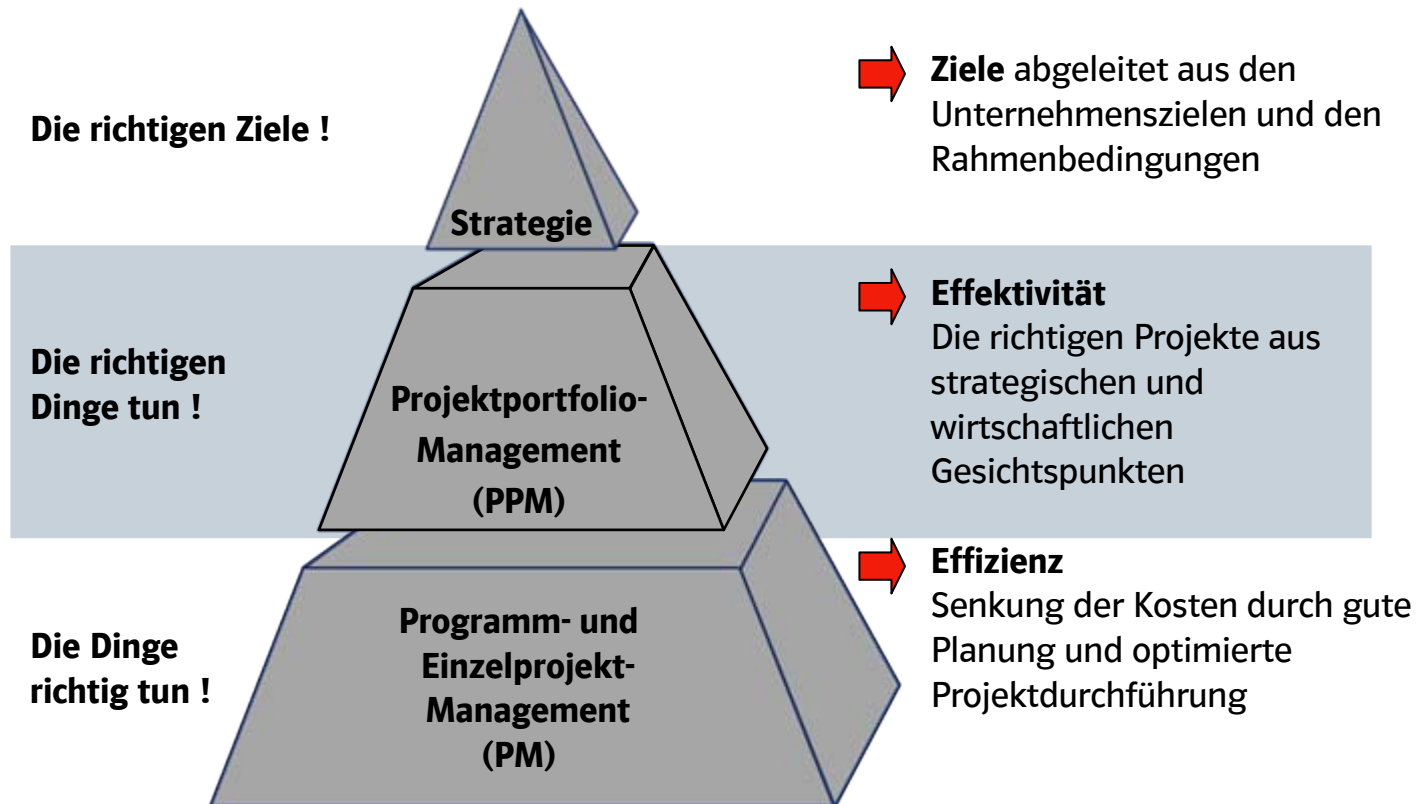 Die richtigen Ziele !
Strategie
Ziele abgeleitet aus den
Unternehmenszielen und den
Rahmenbedingungen
Die richtigen
Dinge tun !
Projektportfolio-
Management
(PPM)
Effektivität
Die richtigen Projekte aus
strategischen und
wirtschaftlichen
Gesichtspunkten
Die Dinge
richtig tun !
Programm- und
Einzelprojekt-
Management
(PM)
Effizienz
Senkung der Kosten durch gute
Planung und optimierte
Projektdurchführung